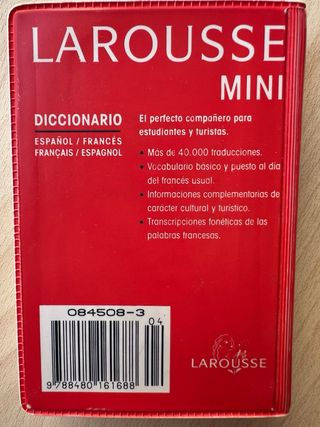 LAROUSSE
MINI
DICCIONARIO
ESPAÑOL / FRANCÉS
FRANÇAIS / ESPAGNOL
El perfecto compañero para
estudiantes y turistas.
• Más de 40.000 traducciones.
• Vocabulario básico y puesto al día
del francés usual.
• Informaciones complementarias de
carácter cultural y turístico.
• Transcripciones fonéticas de las
palabras francesas.
084508-3
04
9 788480 161688
LAROUSSE